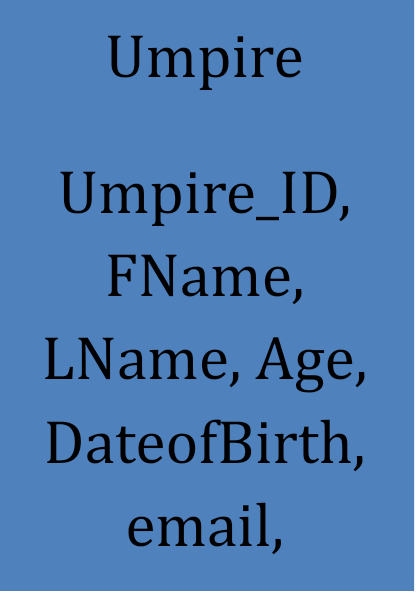 Umpire
Umpire_ID,
FName,
LName, Age,
DateofBirth,
email,